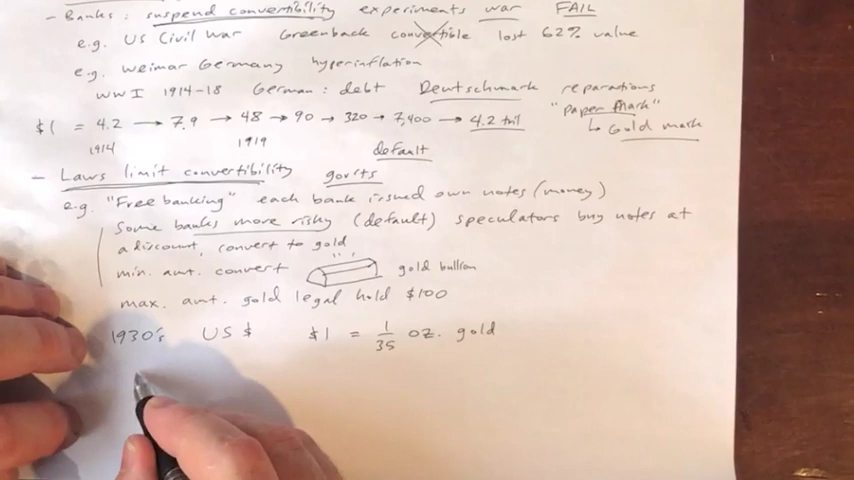 - Banks: suspend convertibility experiments war FAIL
e.g. US Civil War Greenback convertible lost 62% value
e.g. Weimar Germany hyperinflation
WWI 1914-18 German: debt Deutschmark reparations
"Paper Mark"
$1 = 4.2 → 7.9 → 48 → 90 → 320 → 7,400 → 4.2 tril ↳ Gold mark
1914 1919 default
- Laws limit convertibility gov'ts
e.g. "Free banking" each bank issued own notes (money)
Some banks more risky (default) speculators buy notes at
a discount, convert to gold
min. amt. convert gold bullion
max. amt. gold legal hold $100
1930's US $ $1 = 1/35 oz. gold